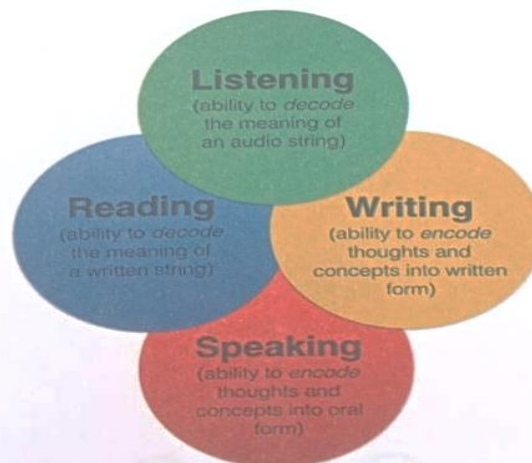 Listening
(ability to decode
the meaning of
an audio string)
Reading
(ability to decode
the meaning of
a written string)
Writing
(ability to encode
thoughts and
concepts into written
form)
Speaking
(ability to encode
thoughts and
concepts into oral
form)